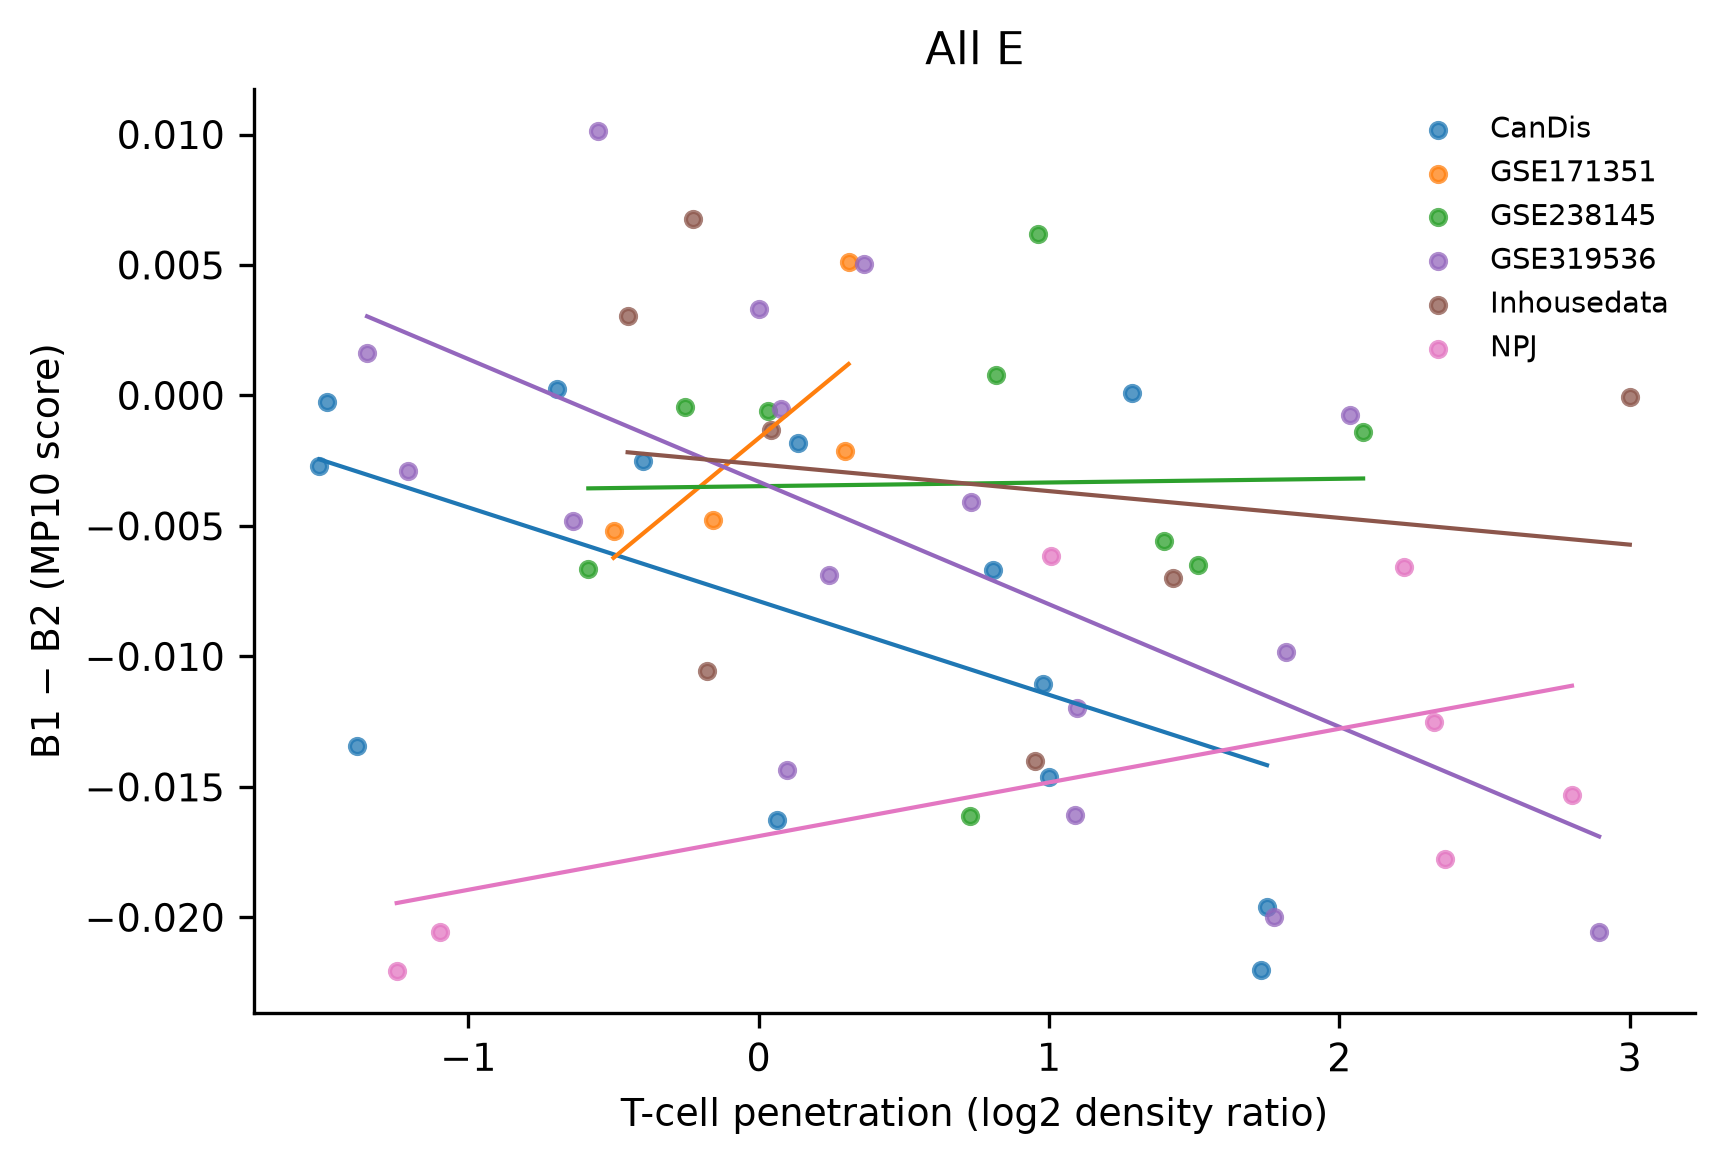 All E
0.010
0.005
0.000
−0.005
−0.010
−0.015
−0.020
B1 − B2 (MP10 score)
CanDis
GSE171351
GSE238145
GSE319536
Inhousedata
NPJ
−1 0 1 2 3
T-cell penetration (log2 density ratio)